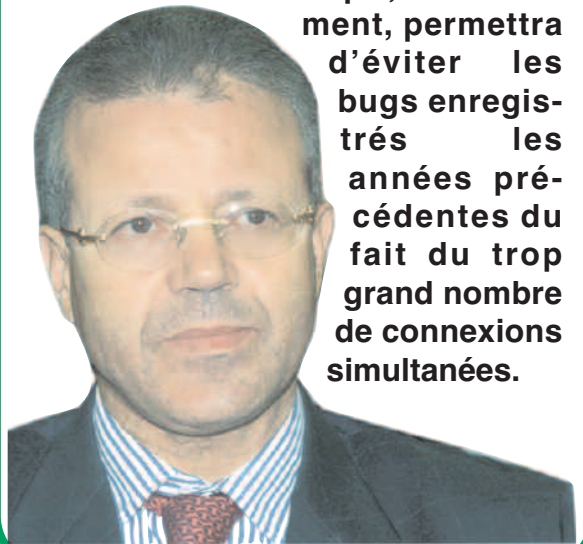 ment, permettra
d'éviter les
bugs enregis-
trés les
années pré-
cédentes du
fait du trop
grand nombre
de connexions
simultanées.